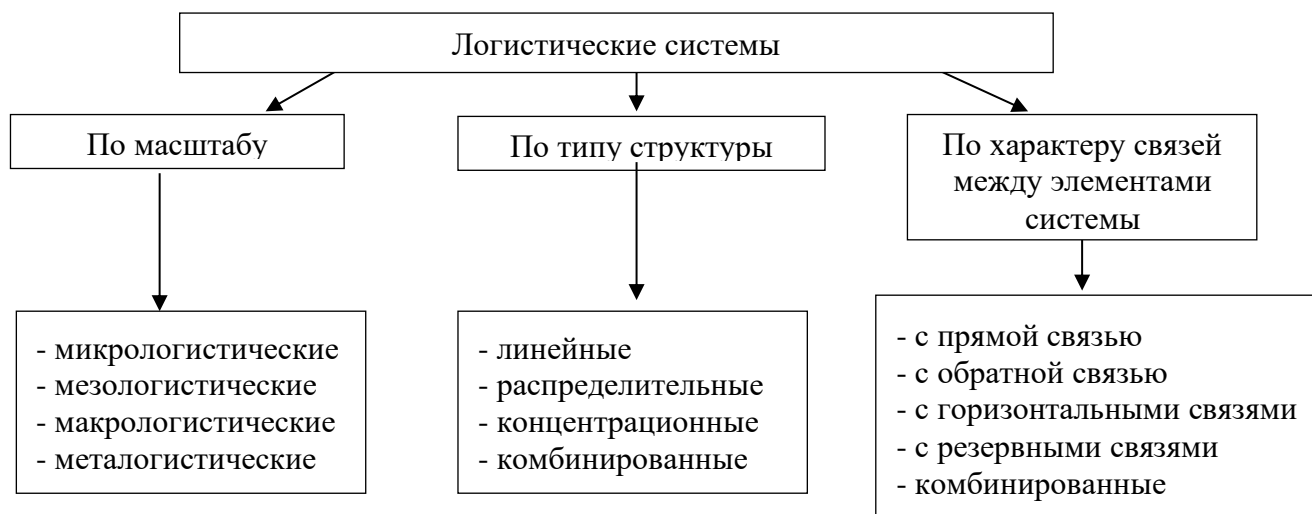 Логистические системы
По масштабу
По типу структуры
По характеру связей
между элементами
системы
- микрологистические
- мезологистические
- макрологистические
- металогистические
- линейные
- распределительные
- концентрационные
- комбинированные
- с прямой связью
- с обратной связью
- с горизонтальными связями
- с резервными связями
- комбинированные